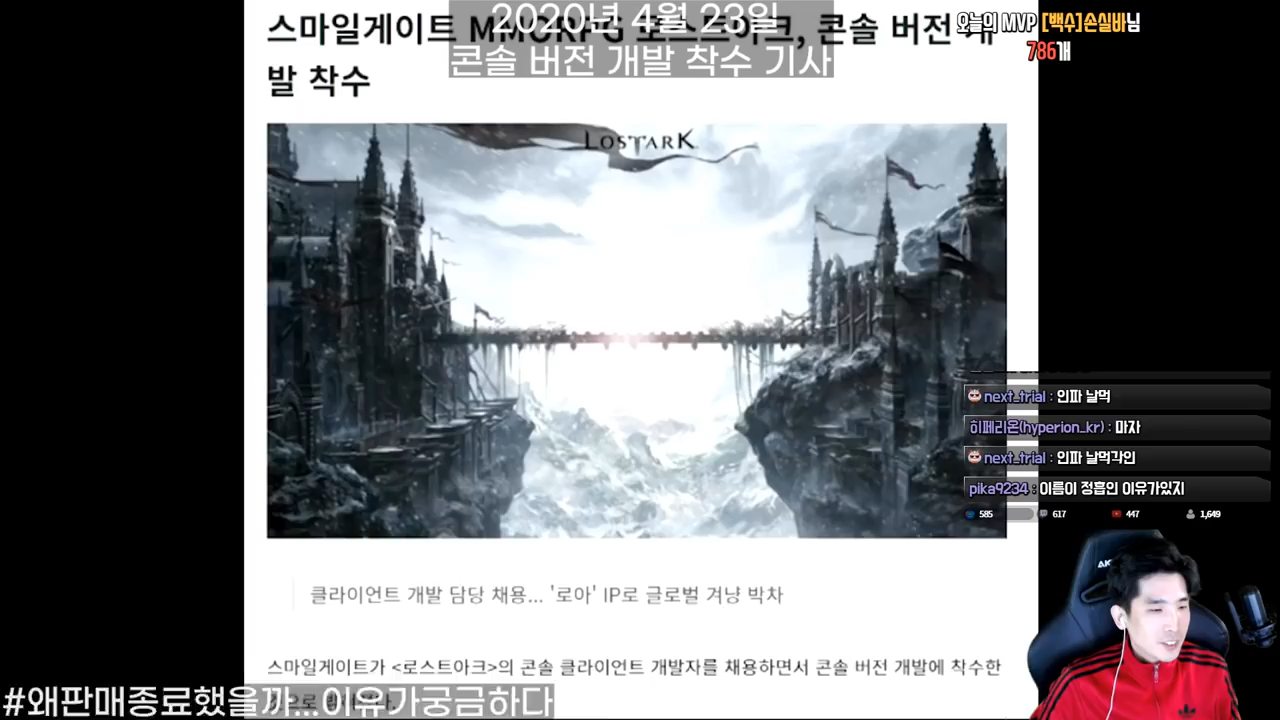 2020년 4월 23일
콘솔 버전 개발 착수 기사
스마일게이트 MMORPG 로스트아크, 콘솔 버전 개
발 착수
오늘의 MVP [백수]손실바님
786개
LOSTARK
next_trial : 인파 날먹
히페리온(hyperion_kr) : 마자
next_trial : 인파 날먹각인
pika9234 : 이름이 정흡인 이유가있지
585 617 447 1,649
클라이언트 개발 담당 채용... '로아' IP로 글로벌 겨냥 박차
스마일게이트가 <로스트아크>의 콘솔 클라이언트 개발자를 채용하면서 콘솔 버전 개발에 착수한
#왜판매종료했을까...이유가궁금하다